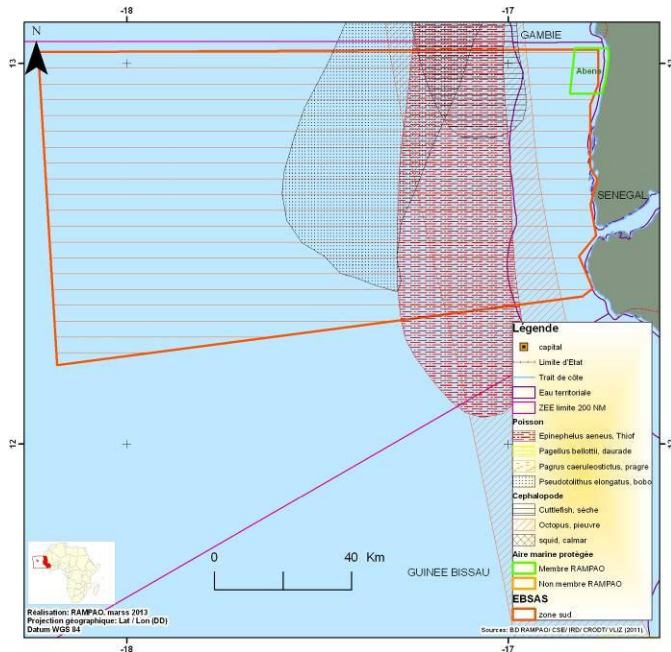 -18 -17
N
GAMBIE
13 13
Abene
SENEGAL
Légende
capital
Limite d'Etat
Trait de côte
Eau territoriale
ZEE limite 200 NM
Poisson
Epinephelus aeneus, Thiof
Pagellus bellottii, daurade
Pagrus caeruleostictus, pragre
Pseudotolithus elongatus, bobo
Cephalopode
Cuttlefish, sèche
Octopus, pieuvre
squid, calmar
Aire marine protégée
Membre RAMPAO
Non membre RAMPAO
EBSAS
zone sud
12 12
0 40 Km
GUINEE BISSAU
Réalisation: RAMPAO, marss 2013
Projection géographique: Lat / Lon (DD)
Datum WGS 84
Sources: BD RAMPAO/ CSE/ IRD/ CRODT/ VLIZ (2011)
-18 -17